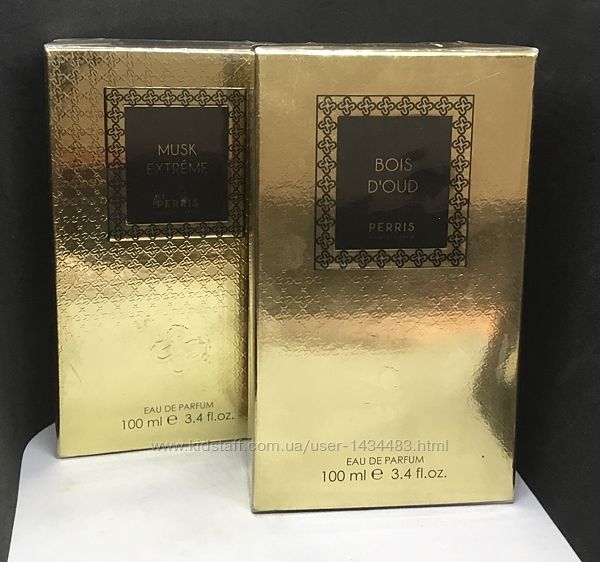 MUSK
EXTRÊME
PERRIS
EAU DE PARFUM
100 ml e 3.4 fl.oz.
BOIS
D'OUD
PERRIS
EAU DE PARFUM
100 ml e 3.4 fl.oz.
www.kidstaff.com.ua/user-1434483.html